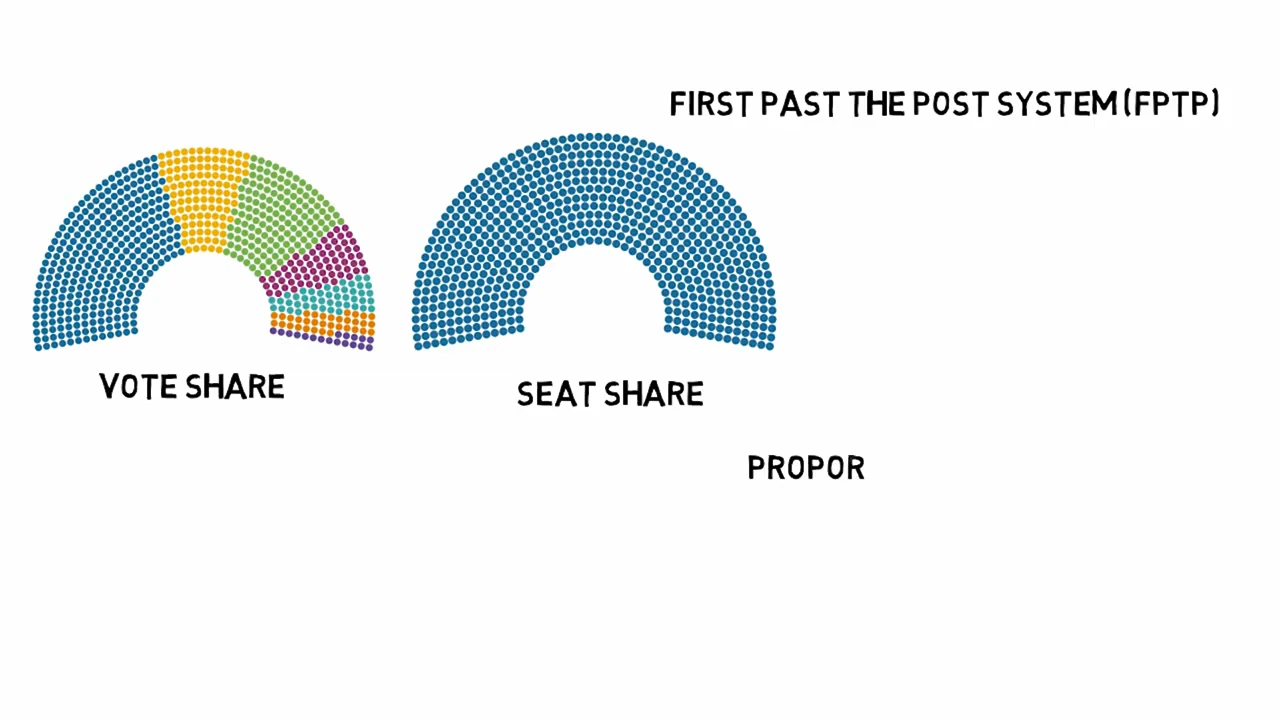 FIRST PAST THE POST SYSTEM (FPTP)
VOTE SHARE
SEAT SHARE
PROPOR